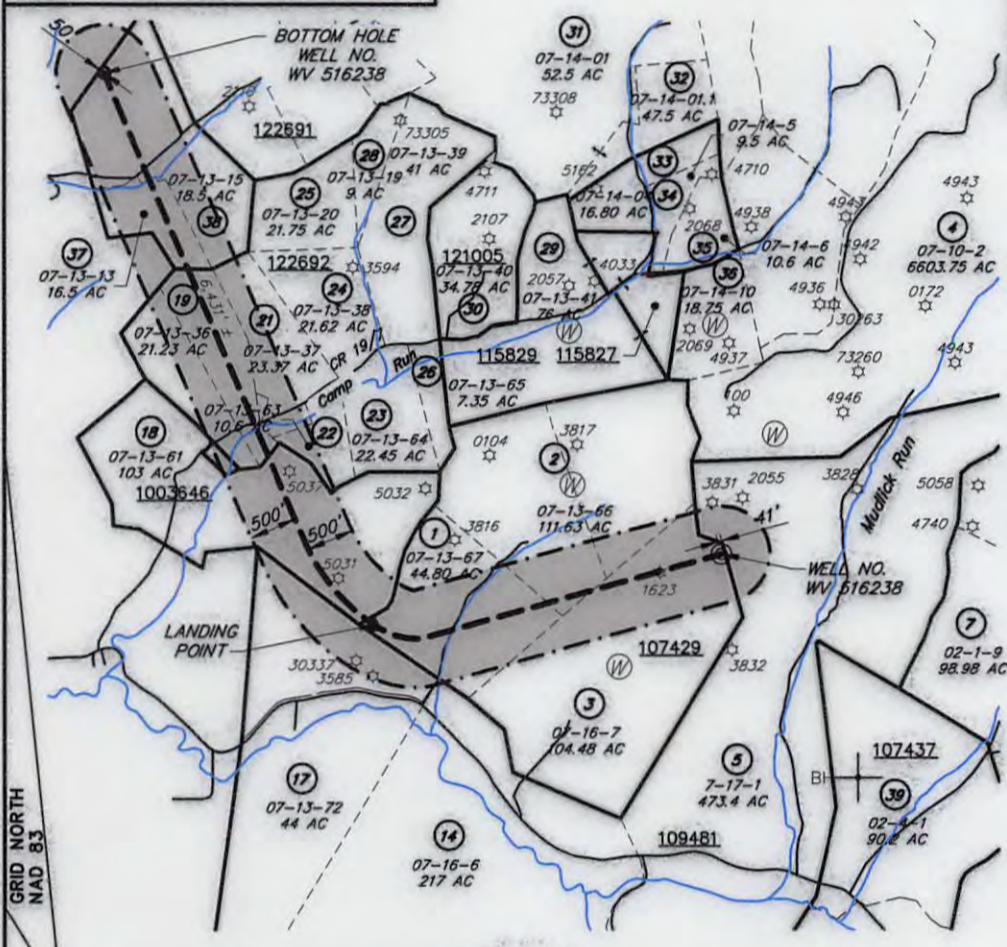 50'
BOTTOM HOLE
WELL NO.
WV 516238
31
07-14-01
52.5 AC
73308
32
07-14-01.1
47.5 AC
07-14-5
9.5 AC
122691
73305
28
07-13-39
41 AC
07-13-19
9 AC
4711
5162
33
34
4710
16.80 AC
07-13-15
18.5 AC
38
25
07-13-20
21.75 AC
27
2107
121005
07-13-40
34.78 AC
30
29
2057
4033
07-13-41
76 AC
2068
4938
35
07-14-6
10.6 AC
36
07-14-10
18.75 AC
W
4943
4942
4936
30263
4943
4
07-10-2
6603.75 AC
0172
4943
37
07-13-13
16.5 AC
122692
3594
24
07-13-38
21.62 AC
19
07-13-36
21.23 AC
6,431' ±
21
07-13-37
23.37 AC
CR 19/1
Camp Run
W
115829
115827
2069
4937
73260
26
07-13-65
7.35 AC
100
4946
W
18
07-13-61
103 AC
1003646
07-13-63
22
23
07-13-64
22.45 AC
0104
3817
2
W
07-13-66
111.63 AC
5037
5032
3831
2055
3828
Mudlick Run
5058
4740
500'
500'
5031
1
3816
07-13-67
44.80 AC
41'
WELL NO.
WV 516238
1623
LANDING
POINT
30337
3585
W
107429
3832
3
07-16-7
104.48 AC
7
02-1-9
98.98 AC
17
07-13-72
44 AC
14
07-16-6
217 AC
5
7-17-1
473.4 AC
109481
107437
BH
39
02-4-1
90.2 AC
GRID NORTH
NAD 83